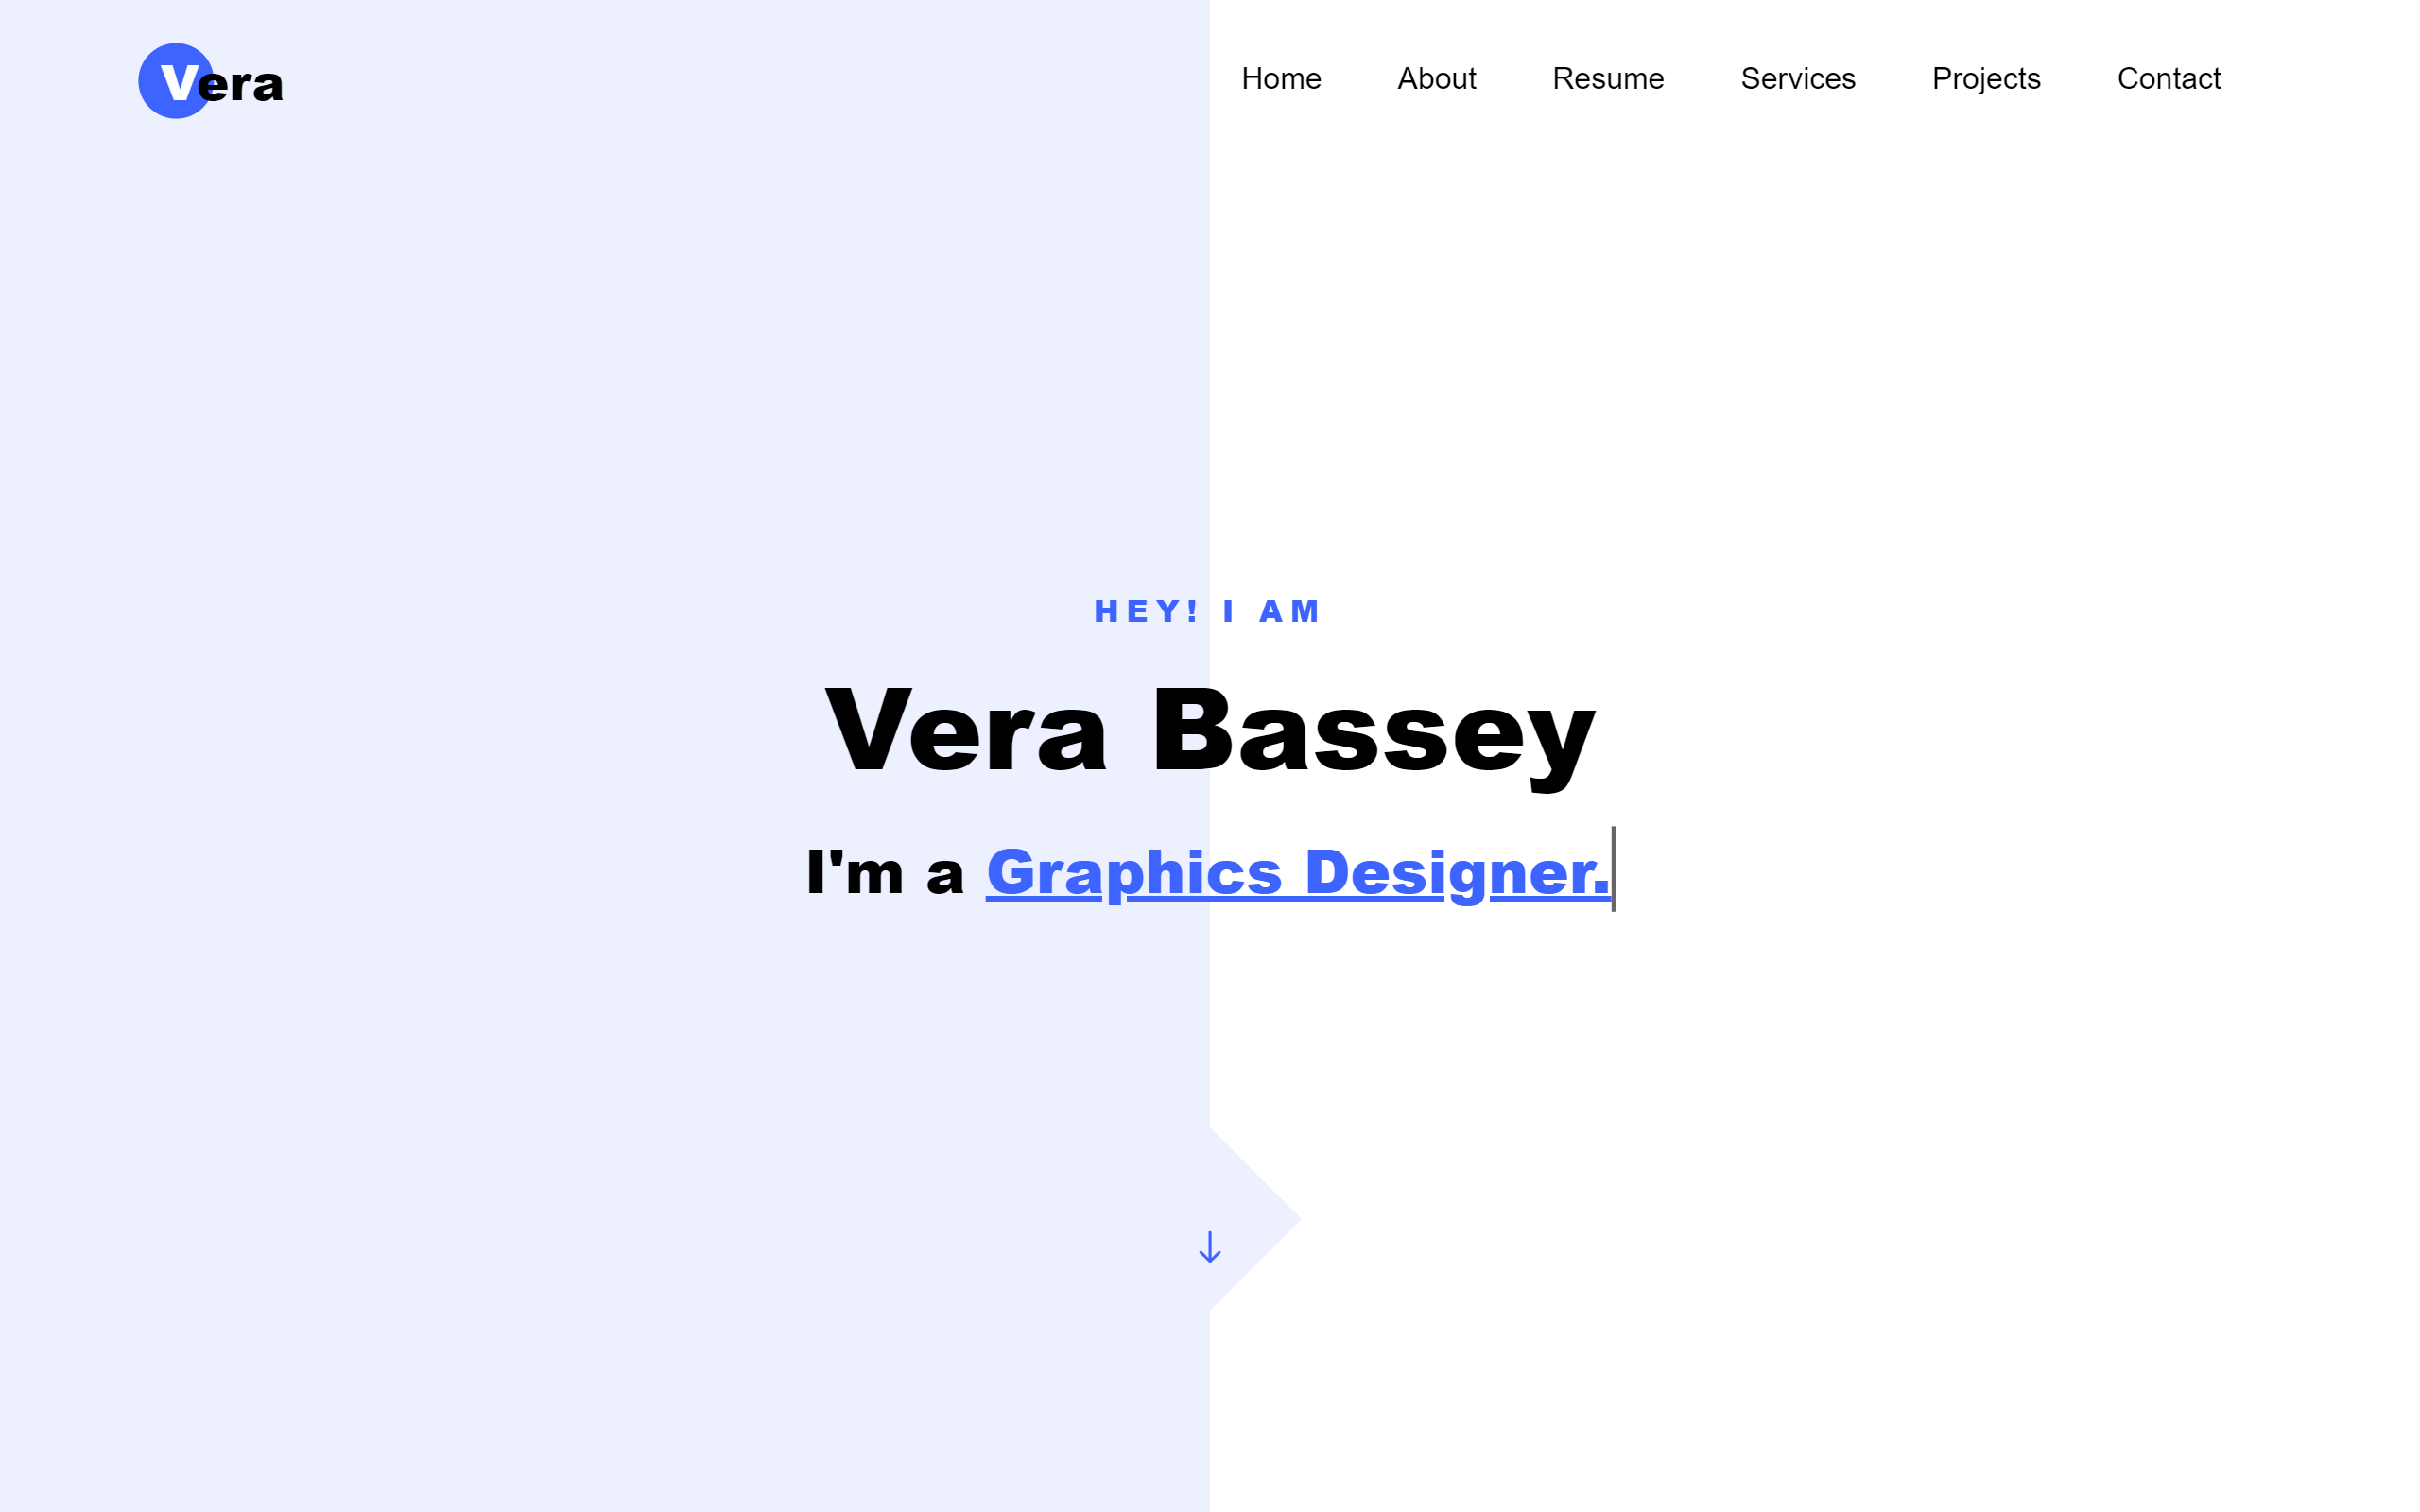 Vera
Home About Resume Services Projects Contact
HEY! I AM
Vera Bassey
I'm a Graphics Designer.